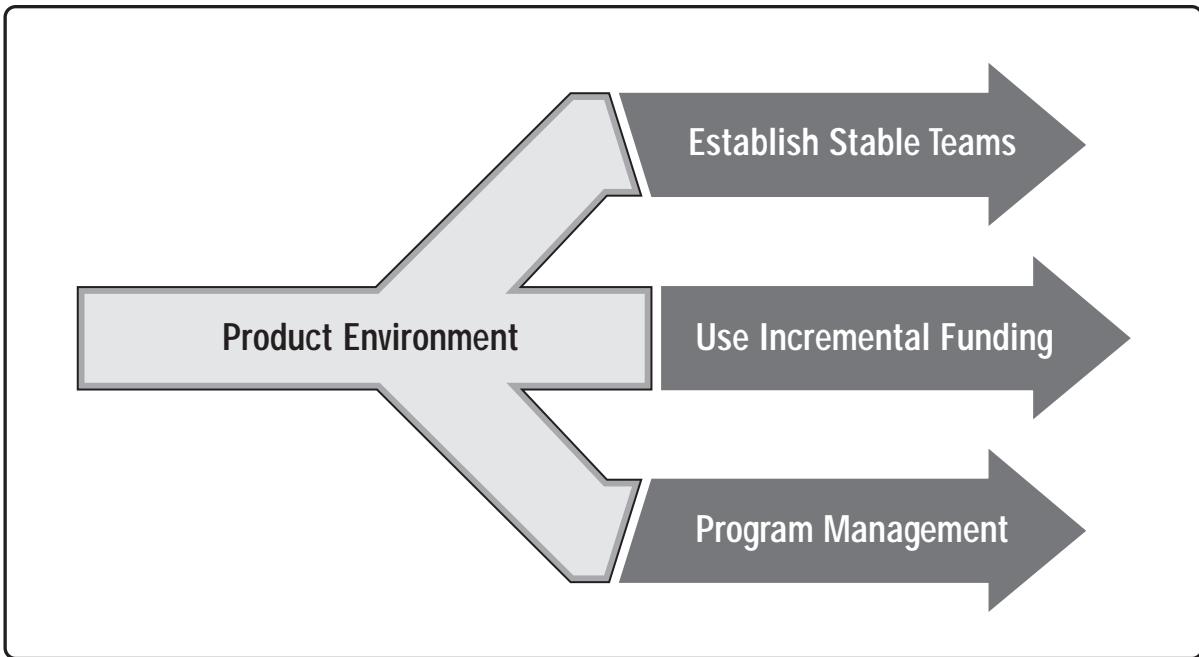 Establish Stable Teams
Product Environment
Use Incremental Funding
Program Management